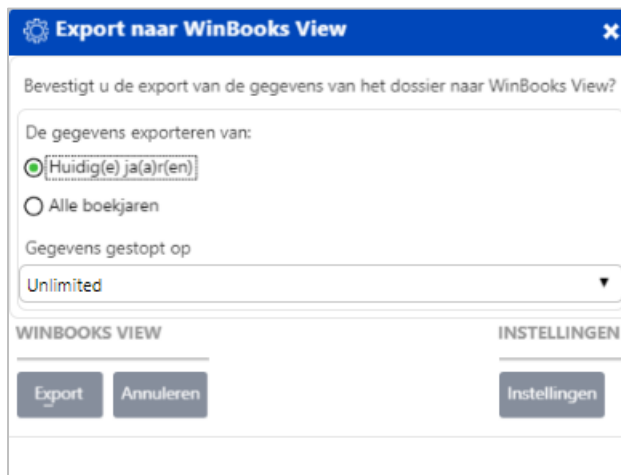 Export naar WinBooks View
Bevestigt u de export van de gegevens van het dossier naar WinBooks View?
De gegevens exporteren van:
Huidig(e) ja(a)r(en)
Alle boekjaren
Gegevens gestopt op
Unlimited
WINBOOKS VIEW INSTELLINGEN
Export Annuleren Instellingen